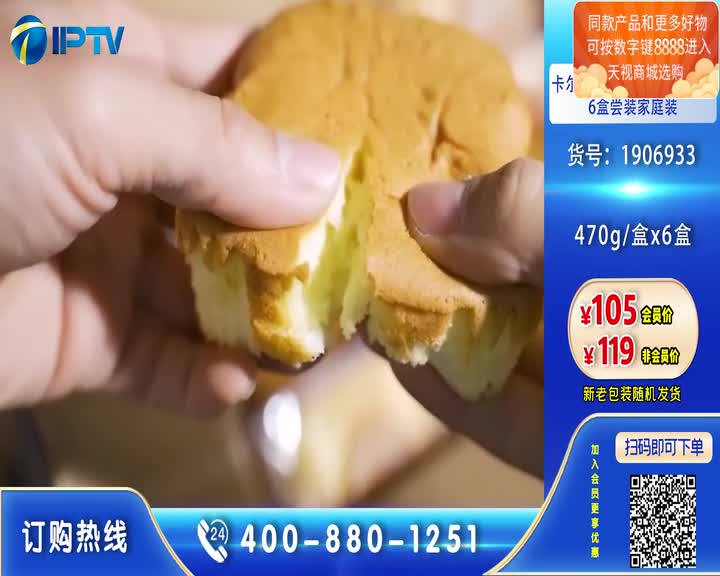 IPTV
同款产品和更多好物
可按数字键8888进入
天视商城选购
卡尔
6盒尝装家庭装
货号：1906933
470g/盒x6盒
¥105 会员价
¥119 非会员价
新老包装随机发货
加入会员更享优惠
扫码即可下单
订购热线
24
400-880-1251